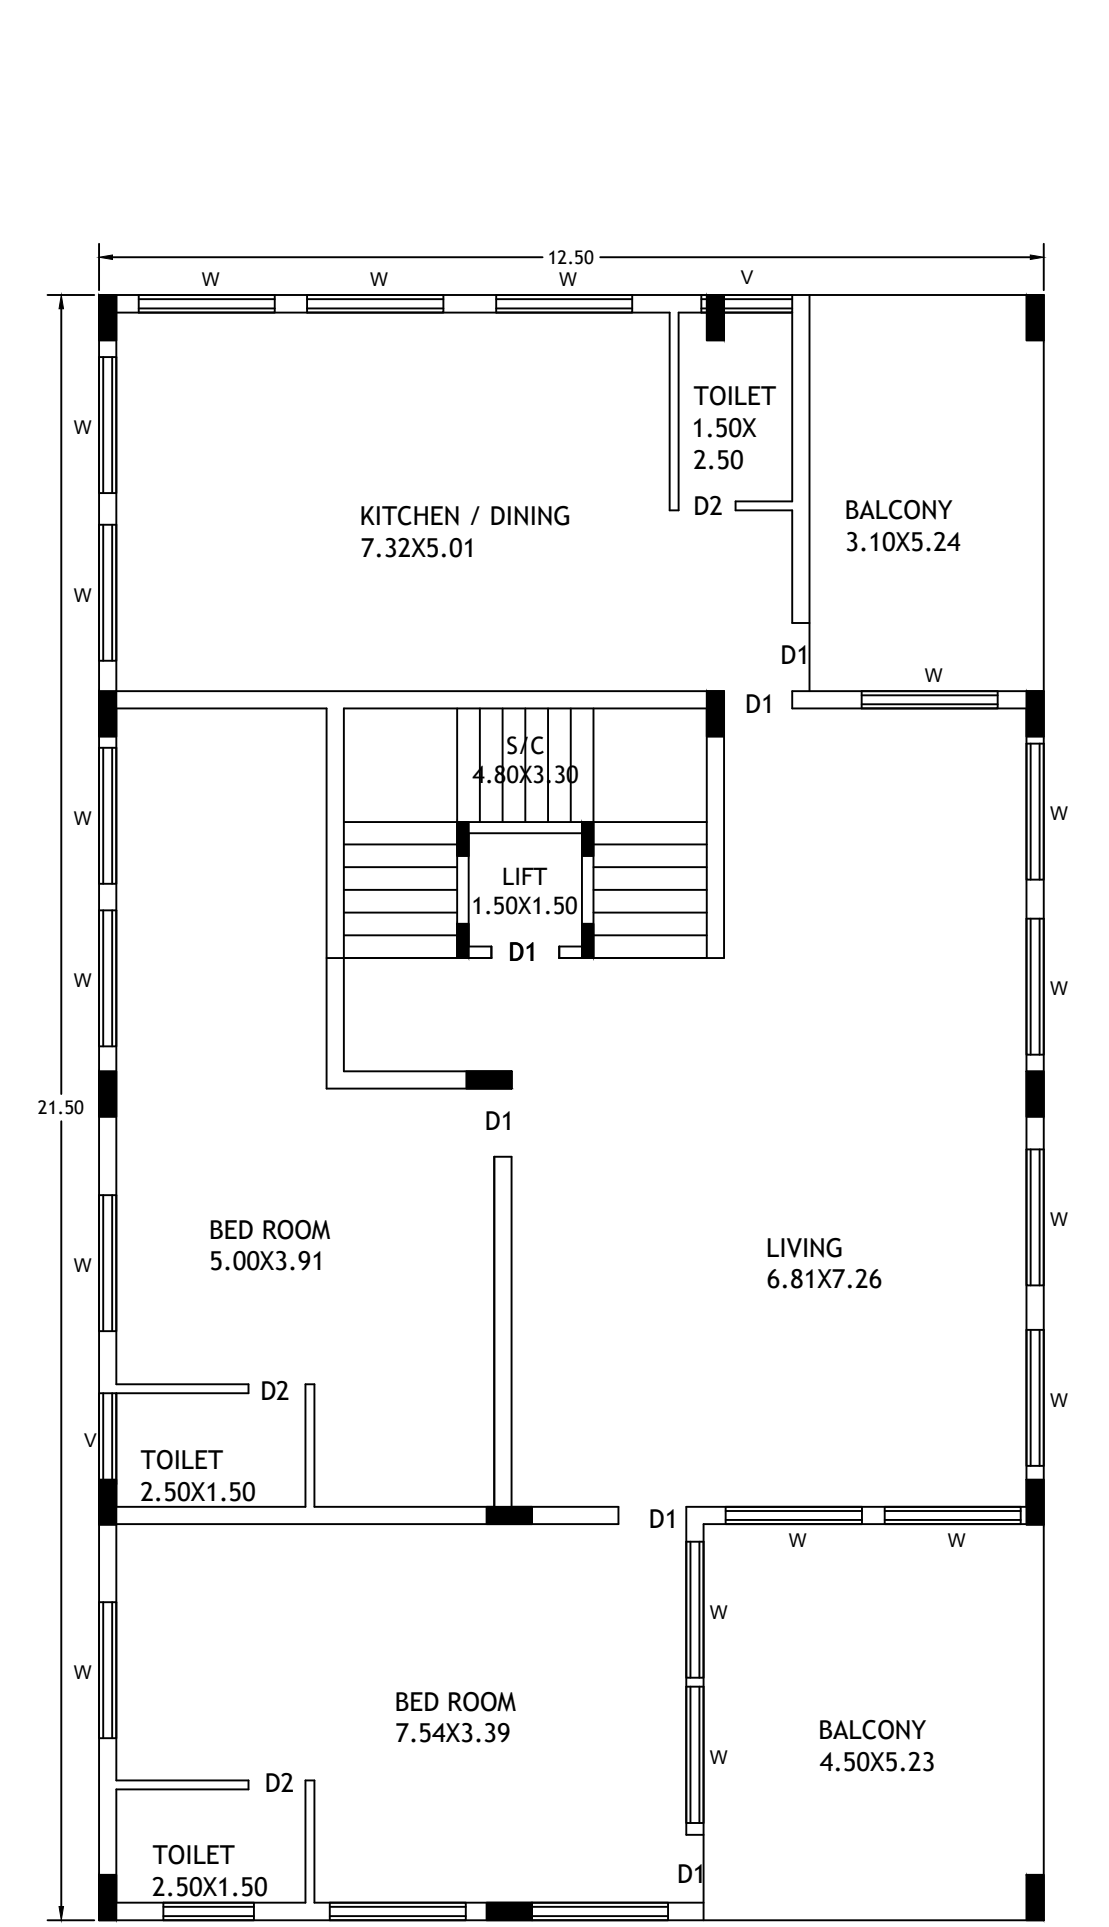 12.50
W
W
W
V
W
TOILET
1.50X
2.50
D2
KITCHEN / DINING
7.32X5.01
BALCONY
3.10X5.24
W
D1
W
D1
S/C
4.80X3.30
W
W
LIFT
1.50X1.50
D1
W
W
21.50
D1
W
BED ROOM
5.00X3.91
LIVING
6.81X7.26
W
D2
W
V
TOILET
2.50X1.50
D1
W
W
W
W
BED ROOM
7.54X3.39
BALCONY
4.50X5.23
W
D2
TOILET
2.50X1.50
D1